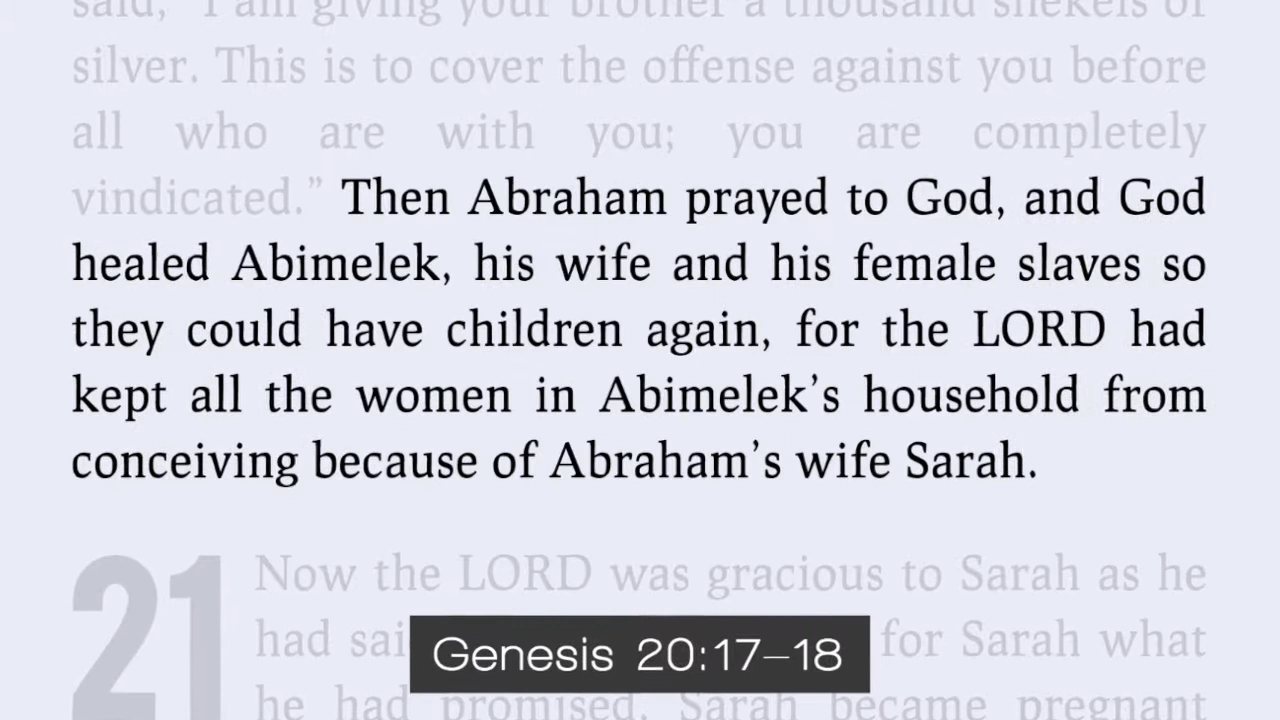 said, "I am giving your brother a thousand shekels of
silver. This is to cover the offense against you before
all who are with you; you are completely
vindicated.” Then Abraham prayed to God, and God
healed Abimelek, his wife and his female slaves so
they could have children again, for the LORD had
kept all the women in Abimelek’s household from
conceiving because of Abraham’s wife Sarah.
21 Now the LORD was gracious to Sarah as he
had sai for Sarah what
Genesis 20:17–18
he had promised. Sarah became pregnant